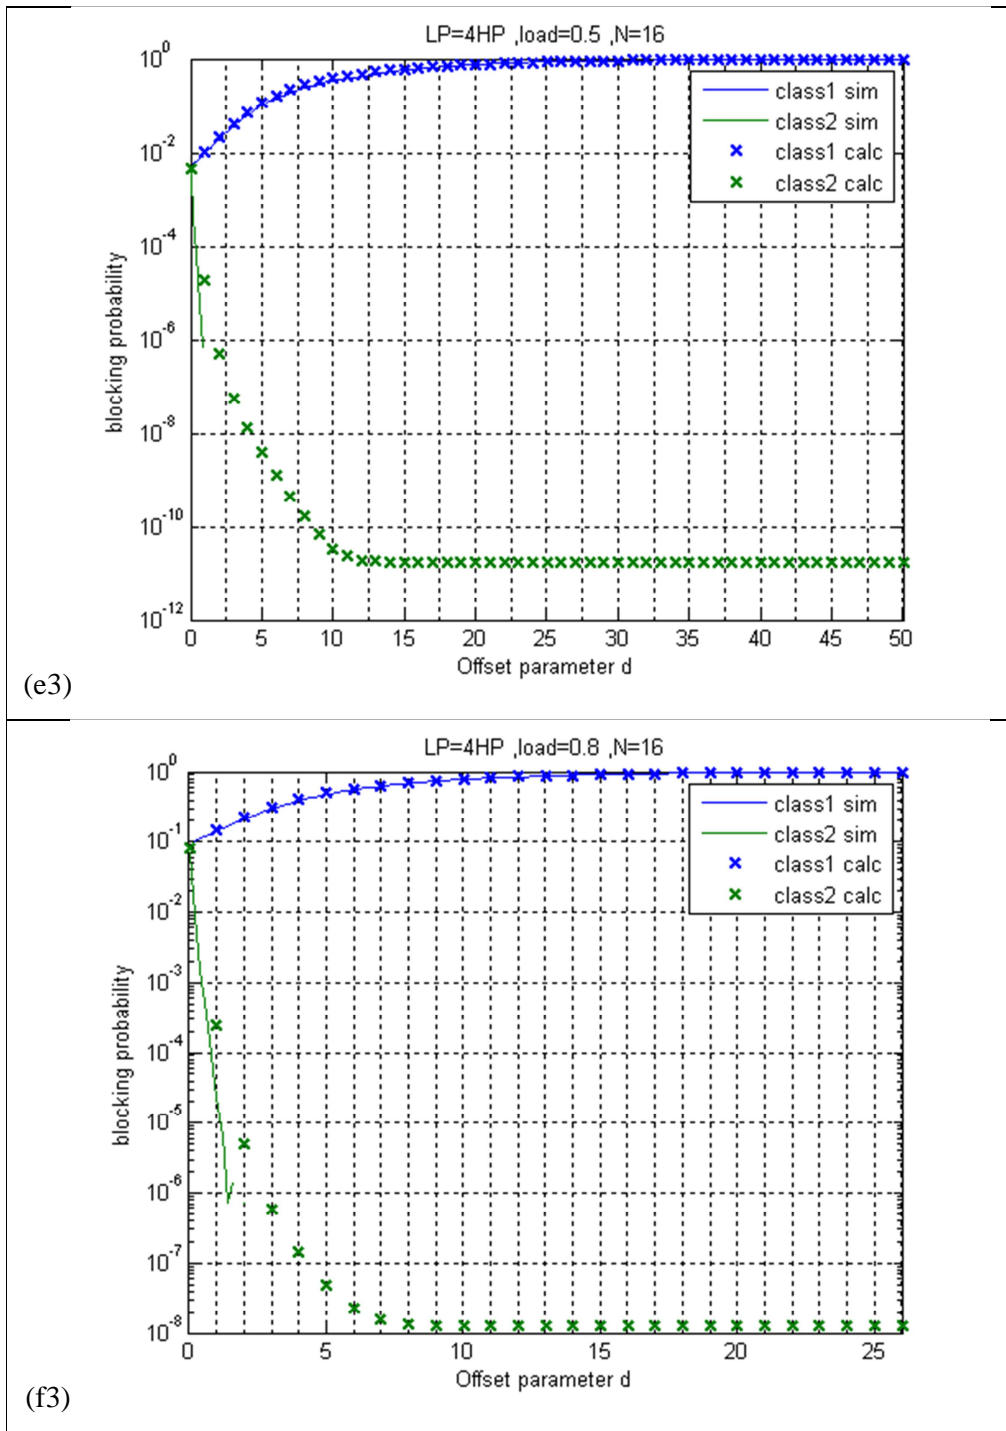 LP=4HP ,load=0.5 ,N=16
10^0
10^-2
10^-4
10^-6
10^-8
10^-10
10^-12
blocking probability
class1 sim
class2 sim
class1 calc
class2 calc
0 5 10 15 20 25 30 35 40 45 50
Offset parameter d
(e3)
LP=4HP ,load=0.8 ,N=16
10^0
10^-1
10^-2
10^-3
10^-4
10^-5
10^-6
10^-7
10^-8
blocking probability
class1 sim
class2 sim
class1 calc
class2 calc
0 5 10 15 20 25
Offset parameter d
(f3)